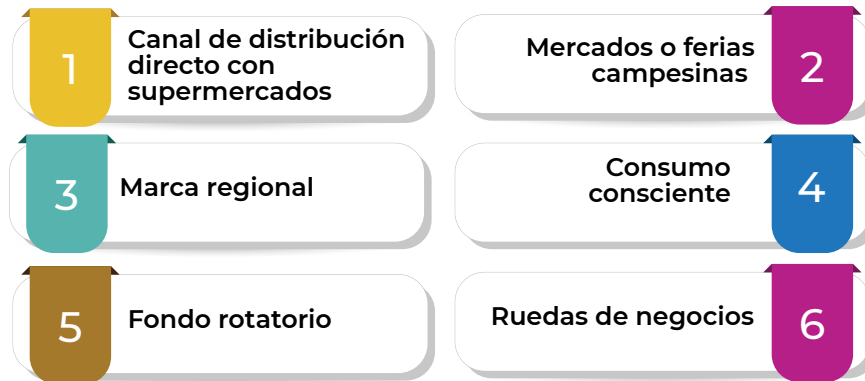 1
Canal de distribución
directo con
supermercados
Mercados o ferias
campesinas
2
3
Marca regional
Consumo
consciente
4
5
Fondo rotatorio
Ruedas de negocios
6